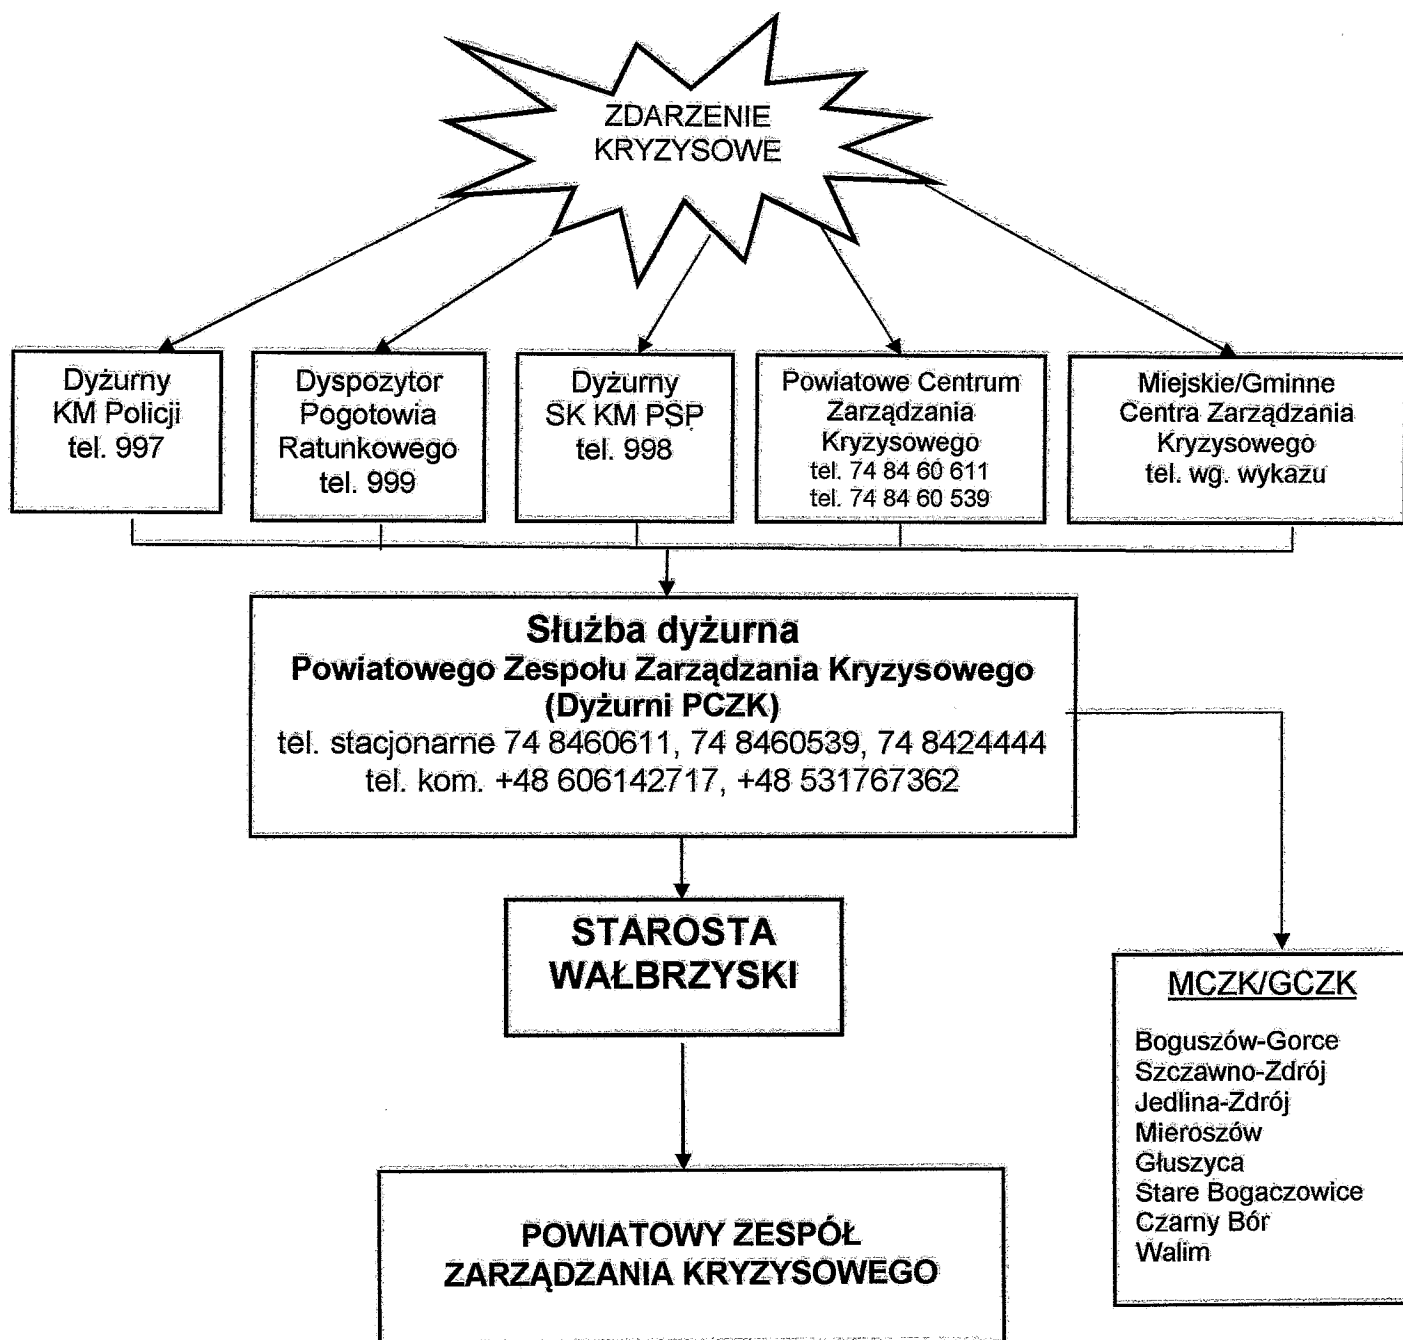 ZDARZENIE
KRYZYSOWE
Dyżurny
KM Policji
tel. 997
Dyspozytor
Pogotowia
Ratunkowego
tel. 999
Dyżurny
SK KM PSP
tel. 998
Powiatowe Centrum
Zarządzania
Kryzysowego
tel. 74 84 60 611
tel. 74 84 60 539
Miejskie/Gminne
Centra Zarządzania
Kryzysowego
tel. wg. wykazu
Służba dyżurna
Powiatowego Zespołu Zarządzania Kryzysowego
(Dyżurni PCZK)
tel. stacjonarne 74 8460611, 74 8460539, 74 8424444
tel. kom. +48 606142717, +48 531767362
STAROSTA
WAŁBRZYSKI
MCZK/GCZK
Boguszów-Gorce
Szczawno-Zdrój
Jedlina-Zdrój
Mieroszów
Głuszyca
Stare Bogaczowice
Czarny Bór
Walim
POWIATOWY ZESPÓŁ
ZARZĄDZANIA KRYZYSOWEGO